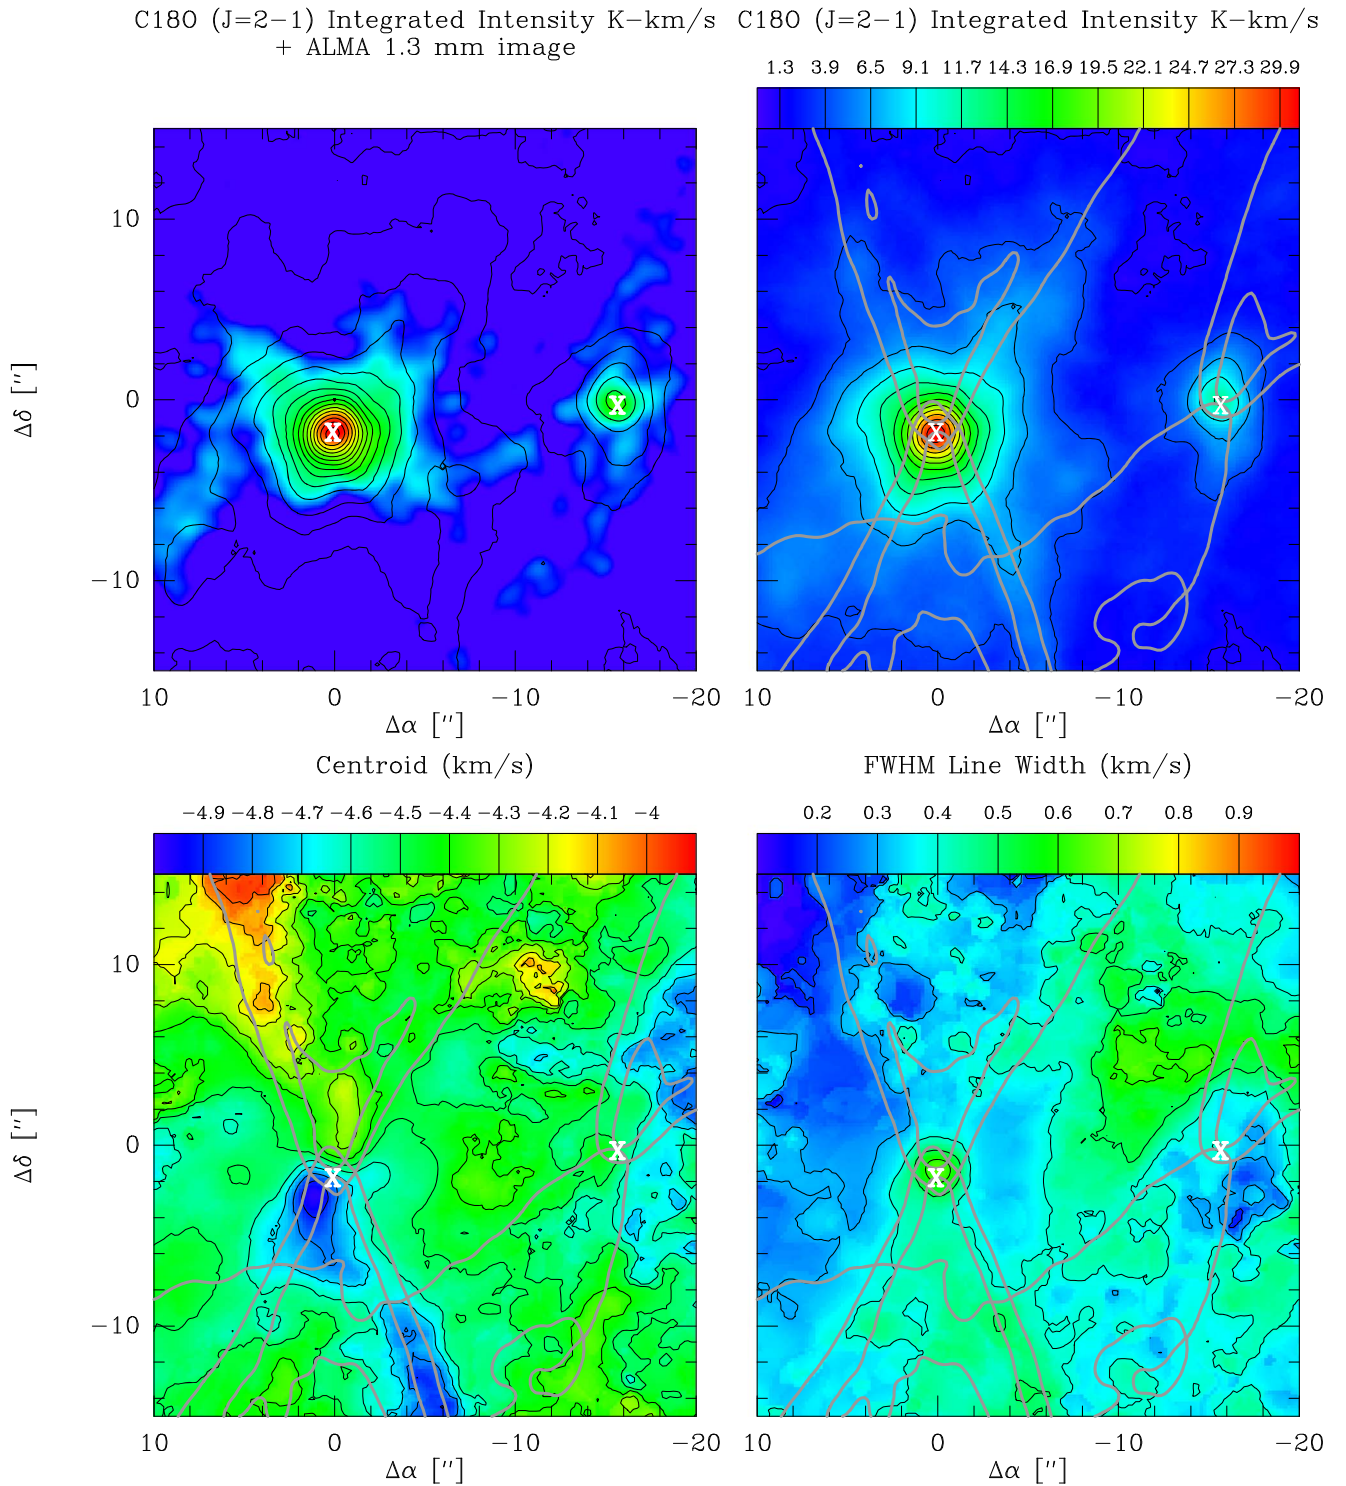 C18O (J=2−1) Integrated Intensity K−km/s
+ ALMA 1.3 mm image
C18O (J=2−1) Integrated Intensity K−km/s
1.3 3.9 6.5 9.1 11.7 14.3 16.9 19.5 22.1 24.7 27.3 29.9
Δδ [″]
10
0
−10
X
X
X
X
10 0 −10 −20
10 0 −10 −20
Δα [″]
Δα [″]
Centroid (km/s)
FWHM Line Width (km/s)
−4.9 −4.8 −4.7 −4.6 −4.5 −4.4 −4.3 −4.2 −4.1 −4
0.2 0.3 0.4 0.5 0.6 0.7 0.8 0.9
Δδ [″]
10
0
−10
X
X
X
X
10 0 −10 −20
10 0 −10 −20
Δα [″]
Δα [″]